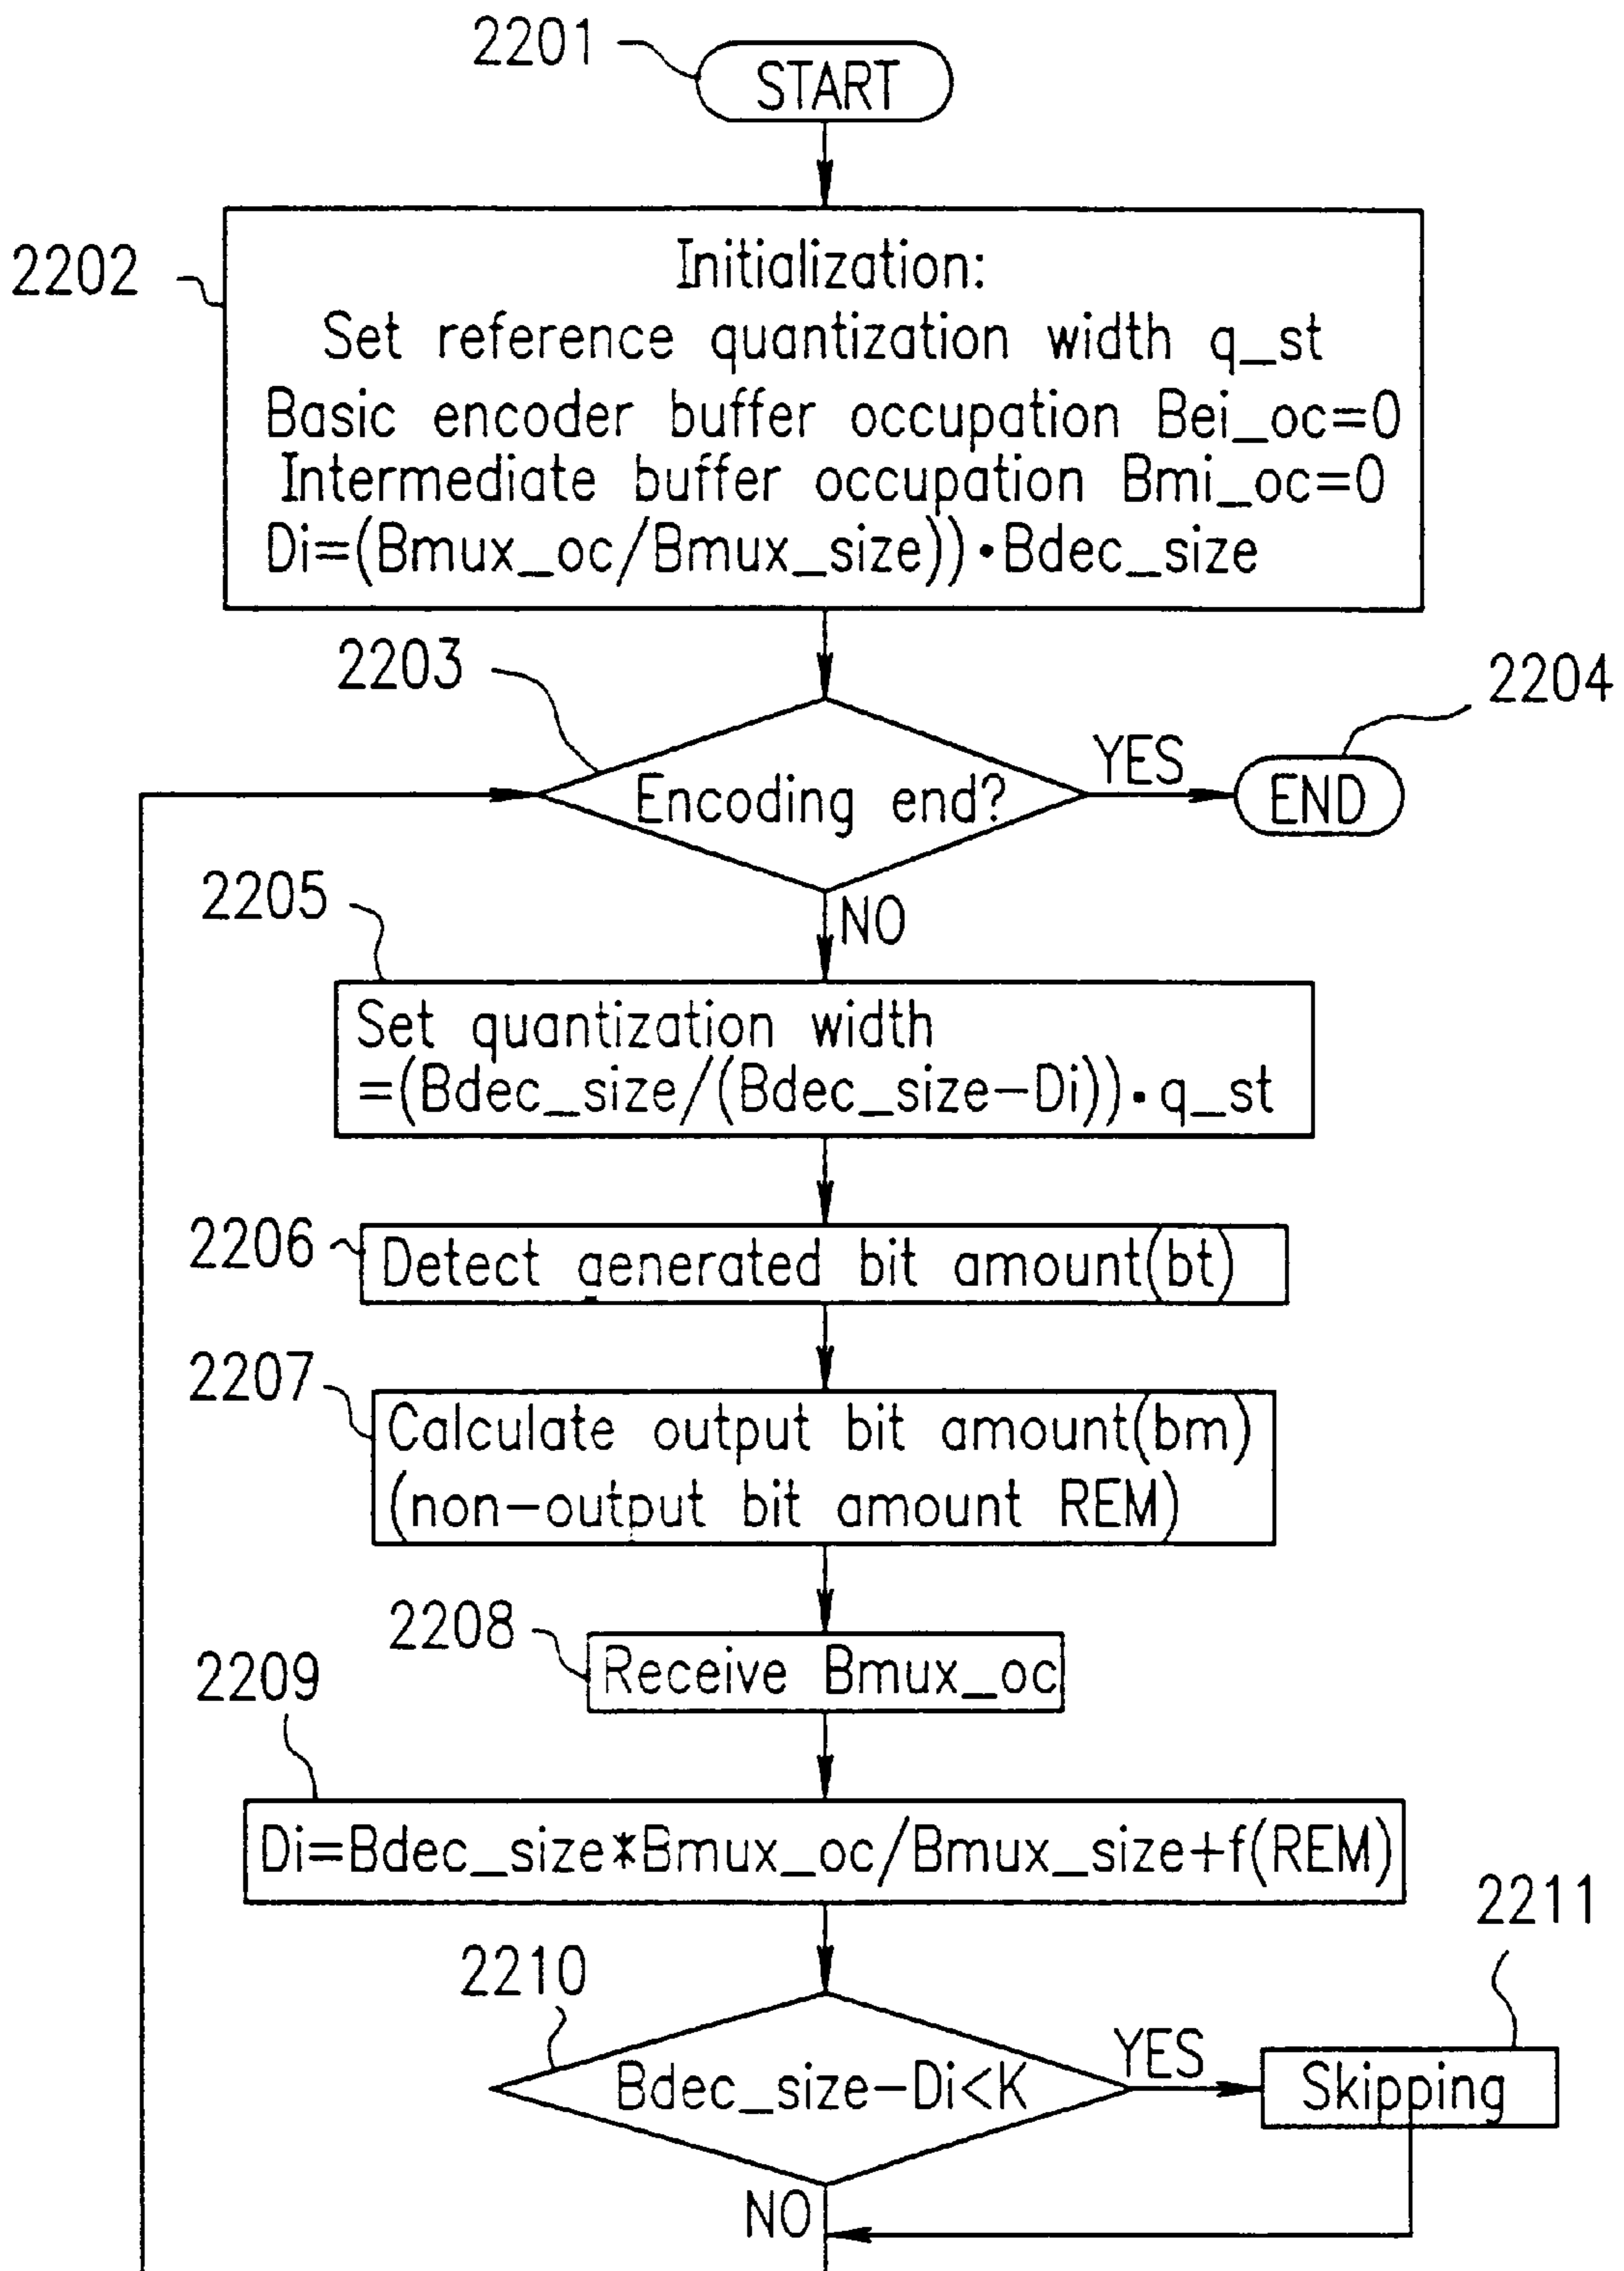 2201
START
2202
Initialization:
Set reference quantization width q_st
Basic encoder buffer occupation Bei_oc=0
Intermediate buffer occupation Bmi_oc=0
Di=(Bmux_oc/Bmux_size))·Bdec_size
2203
2204
Encoding end?
YES
END
NO
2205
Set quantization width
=(Bdec_size/(Bdec_size-Di))·q_st
2206
Detect generated bit amount(bt)
2207
Calculate output bit amount(bm)
(non-output bit amount REM)
2208
Receive Bmux_oc
2209
Di=Bdec_size*Bmux_oc/Bmux_size+f(REM)
2210
2211
Bdec_size-Di<K
YES
Skipping
NO